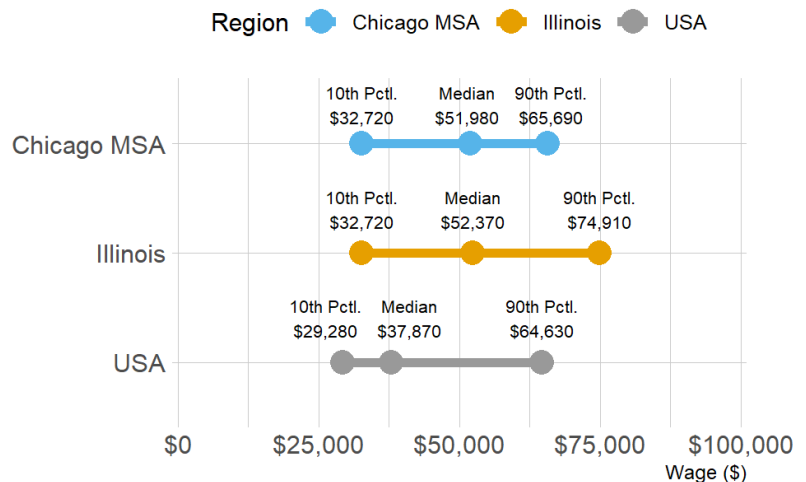 Region Chicago MSA Illinois USA
10th Pctl. Median 90th Pctl.
$32,720 $51,980 $65,690
Chicago MSA
10th Pctl. Median 90th Pctl.
$32,720 $52,370 $74,910
Illinois
10th Pctl. Median 90th Pctl.
$29,280 $37,870 $64,630
USA
$0 $25,000 $50,000 $75,000 $100,000
Wage ($)